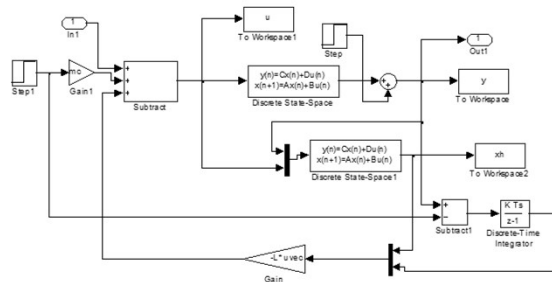 1
In1
Step1
mc
Gain1
+
+
+
Subtract
u
To Workspace1
y(n)=Cx(n)+Du(n)
x(n+1)=Ax(n)+Bu(n)
Discrete State-Space
Step
+
+
1
Out1
y
To Workspace
y(n)=Cx(n)+Du(n)
x(n+1)=Ax(n)+Bu(n)
Discrete State-Space1
xh
To Workspace2
+
−
Subtract1
K Ts
z-1
Discrete-Time
Integrator
-L* uvec
Gain